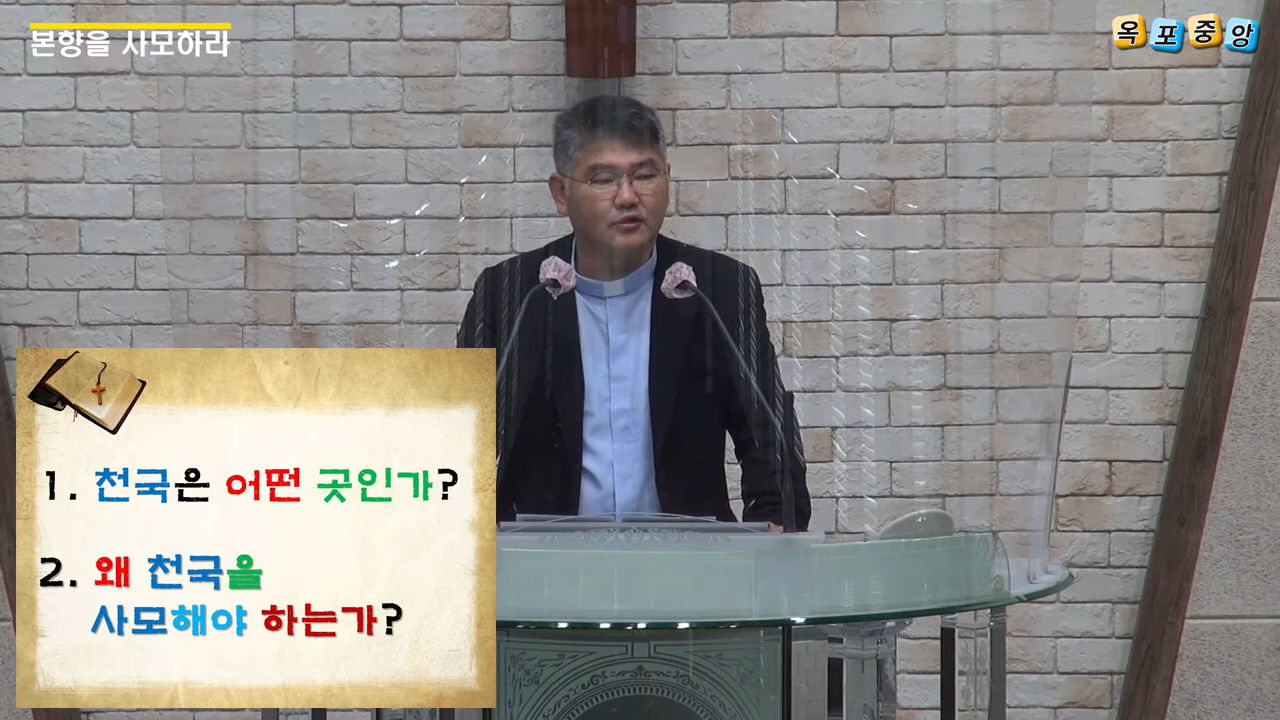 본향을 사모하라
옥포중앙
1. 천국은 어떤 곳인가?
2. 왜 천국을
사모해야 하는가?